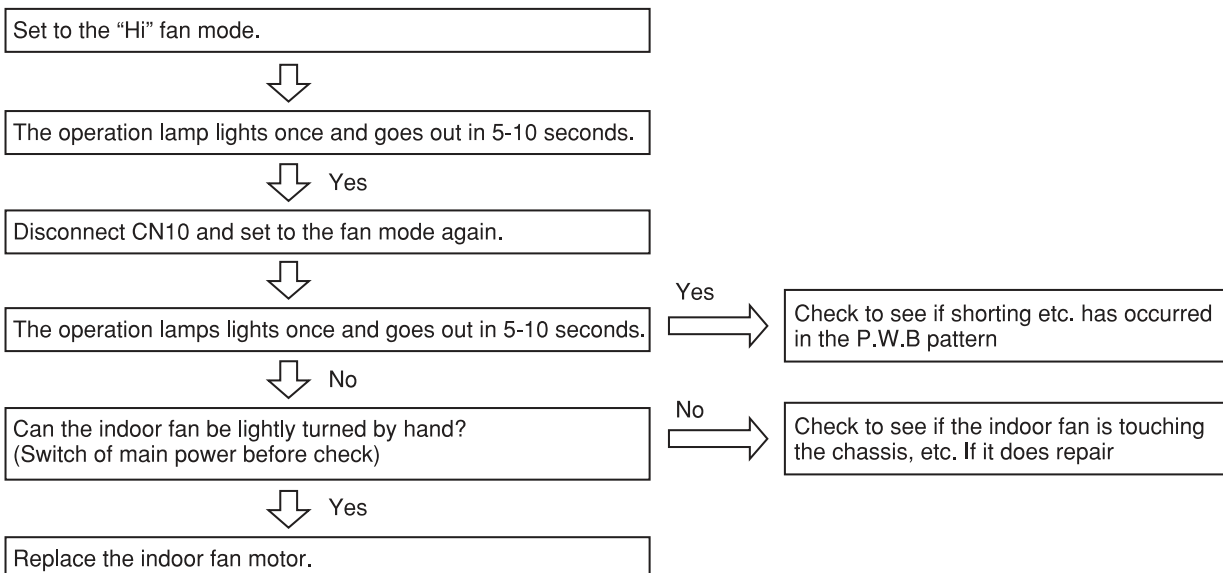 Set to the “Hi” fan mode.
The operation lamp lights once and goes out in 5-10 seconds.
Yes
Disconnect CN10 and set to the fan mode again.
The operation lamps lights once and goes out in 5-10 seconds.
Yes
Check to see if shorting etc. has occurred
in the P.W.B pattern
No
Can the indoor fan be lightly turned by hand?
(Switch of main power before check)
No
Check to see if the indoor fan is touching
the chassis, etc. If it does repair
Yes
Replace the indoor fan motor.